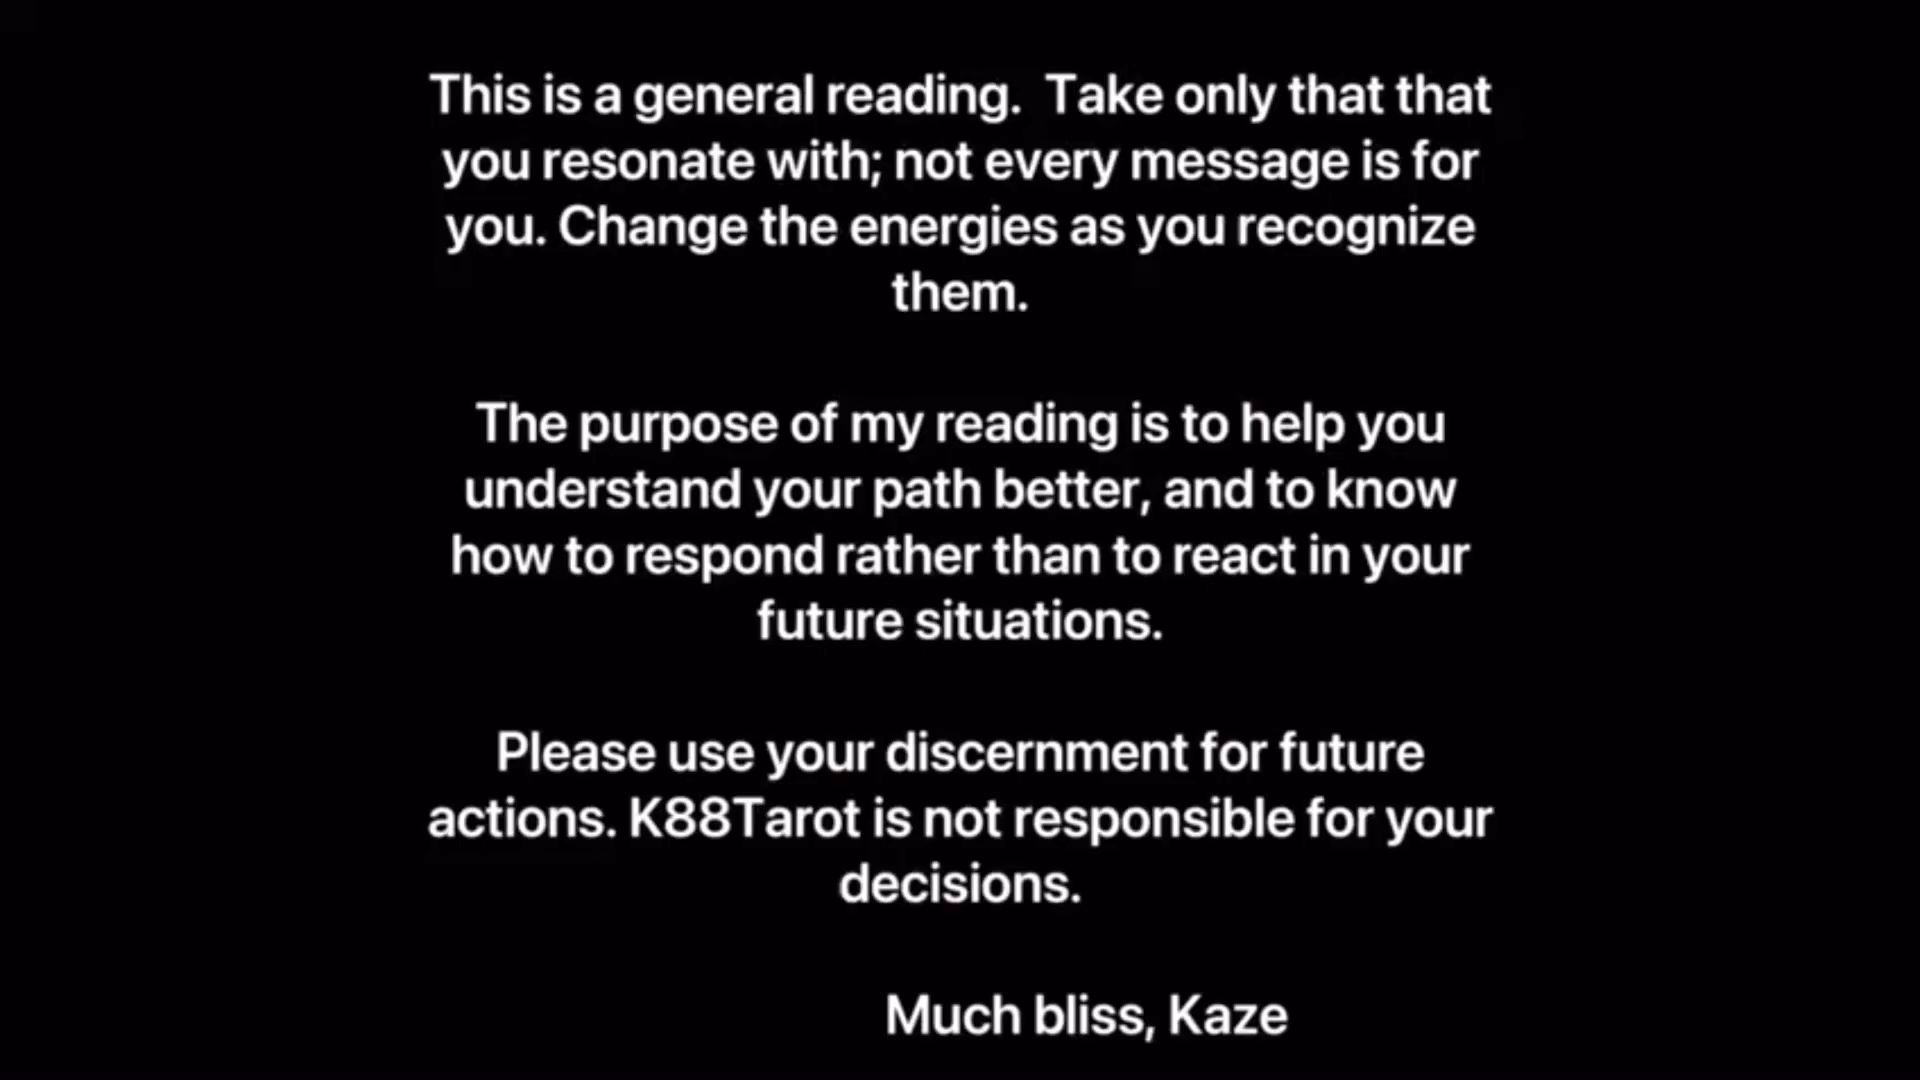 This is a general reading.  Take only that that
you resonate with; not every message is for
you. Change the energies as you recognize
them.
The purpose of my reading is to help you
understand your path better, and to know
how to respond rather than to react in your
future situations.
Please use your discernment for future
actions. K88Tarot is not responsible for your
decisions.
Much bliss, Kaze